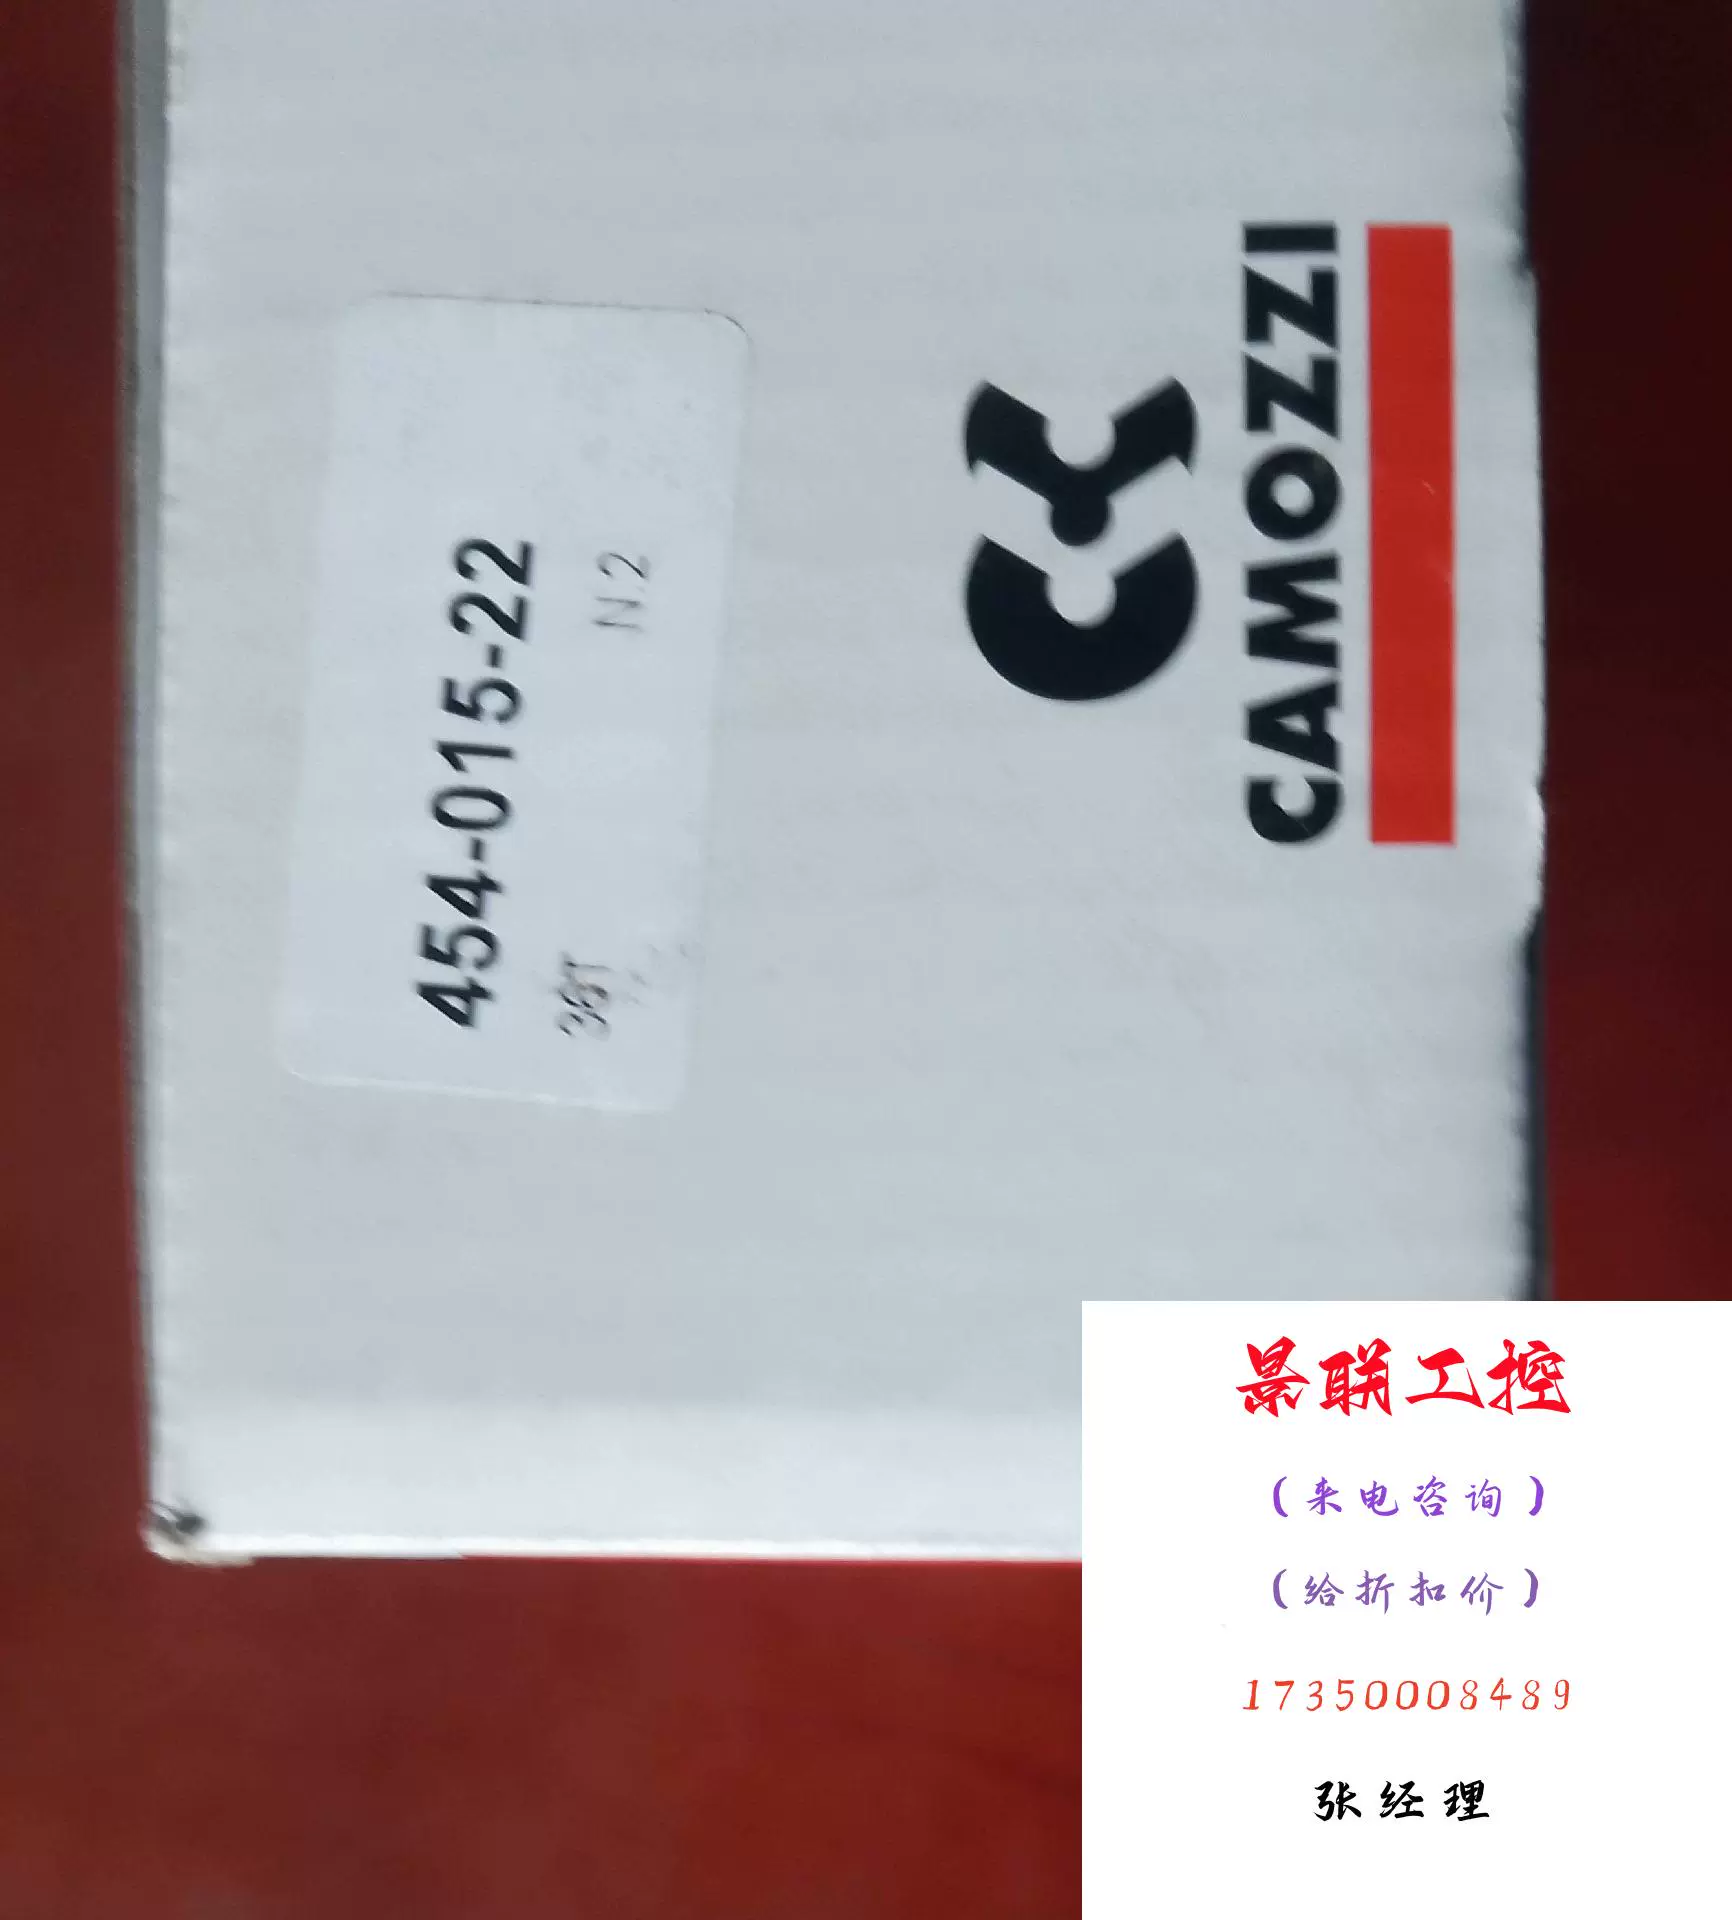 454-015-22
N.2
CAMOZZI
景联工控
（来电咨询）
（给折扣价）
17350008489
张经理